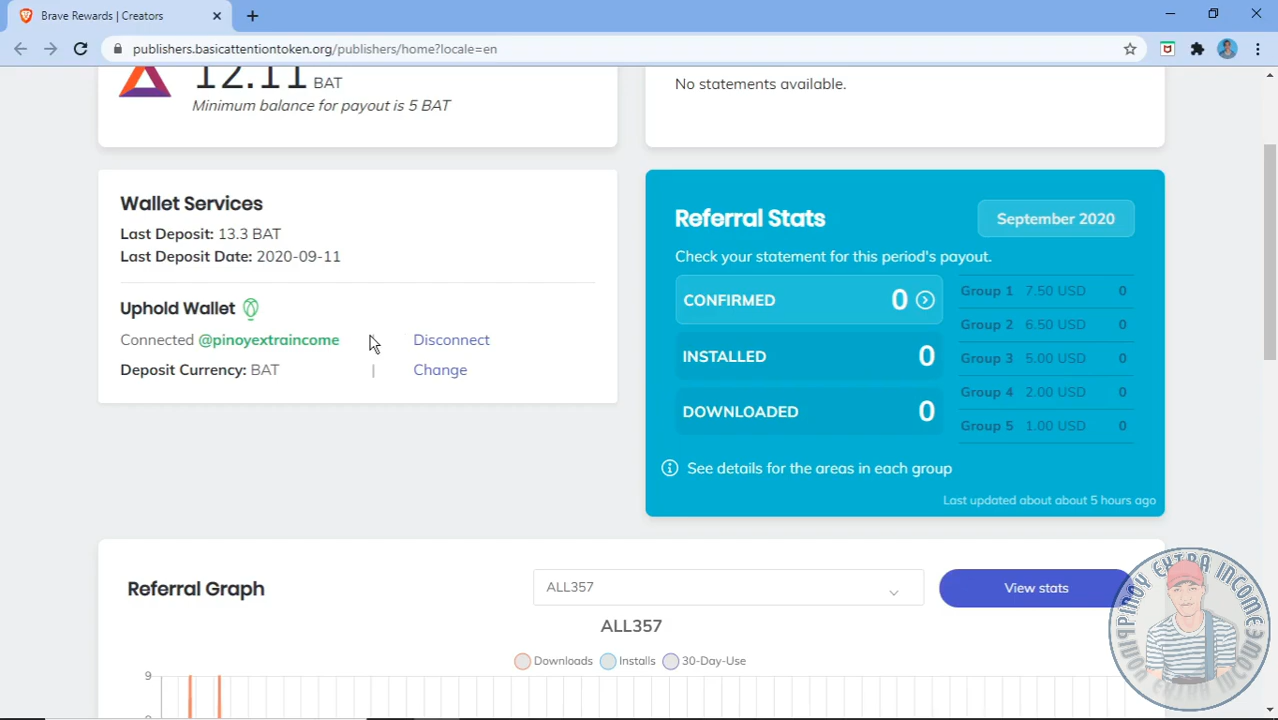 Brave Rewards | Creators
publishers.basicattentiontoken.org/publishers/home?locale=en
12.11 BAT
Minimum balance for payout is 5 BAT
No statements available.
Wallet Services
Last Deposit: 13.3 BAT
Last Deposit Date: 2020-09-11
Uphold Wallet
Connected @pinoyextraincome | Disconnect
Deposit Currency: BAT | Change
Referral Stats
September 2020
Check your statement for this period's payout.
CONFIRMED 0
INSTALLED 0
DOWNLOADED 0
Group 1 7.50 USD 0
Group 2 6.50 USD 0
Group 3 5.00 USD 0
Group 4 2.00 USD 0
Group 5 1.00 USD 0
See details for the areas in each group
Last updated about about 5 hours ago
Referral Graph
ALL357
View stats
ALL357
Downloads Installs 30-Day-Use
9
PINOY EXTRA INCOME
PINOY EXTRA INCOME